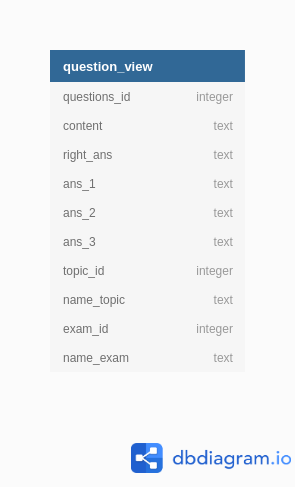 question_view
questions_id integer
content text
right_ans text
ans_1 text
ans_2 text
ans_3 text
topic_id integer
name_topic text
exam_id integer
name_exam text
dbdiagram.io